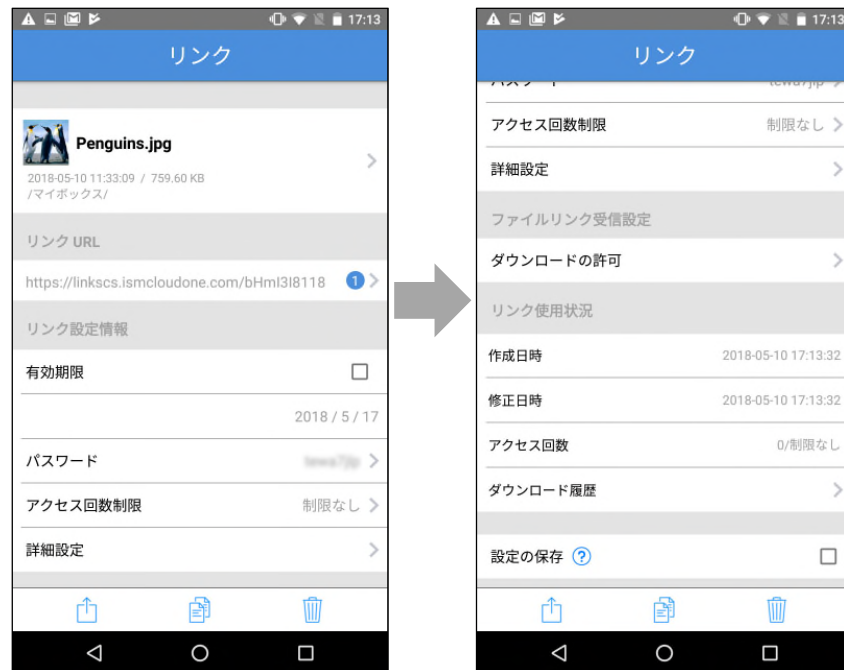 17:13
リンク
Penguins.jpg
2018-05-10 11:33:09 / 759.60 KB
/マイボックス/
リンク URL
https://linkscs.ismcloudone.com/bHmI3I8118 1
リンク設定情報
有効期限
2018 / 5 / 17
パスワード
アクセス回数制限 制限なし
詳細設定
17:13
リンク
パスワード
アクセス回数制限 制限なし
詳細設定
ファイルリンク受信設定
ダウンロードの許可
リンク使用状況
作成日時 2018-05-10 17:13:32
修正日時 2018-05-10 17:13:32
アクセス回数 0/制限なし
ダウンロード履歴
設定の保存 ?